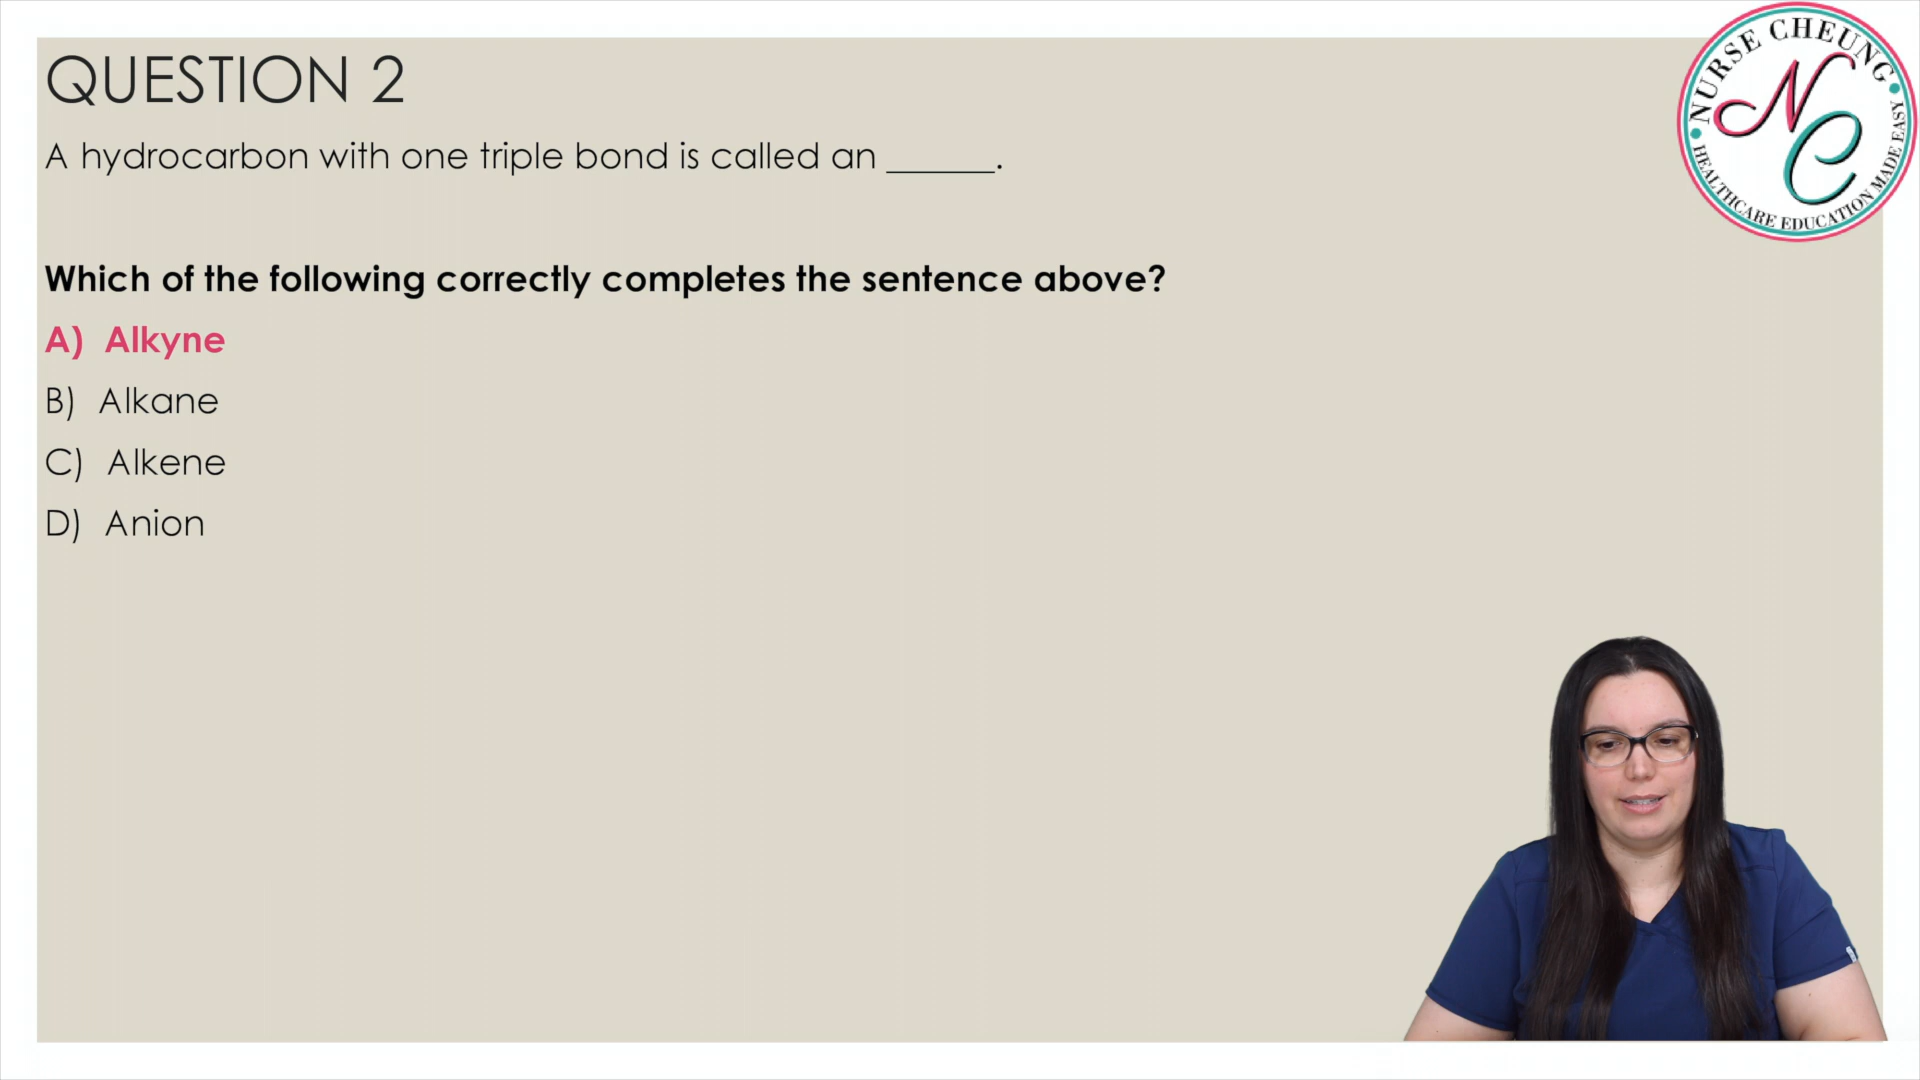 QUESTION 2
A hydrocarbon with one triple bond is called an ______.
Which of the following correctly completes the sentence above?
A) Alkyne
B) Alkane
C) Alkene
D) Anion
NURSE CHEUNG
NC
HEALTHCARE EDUCATION MADE EASY